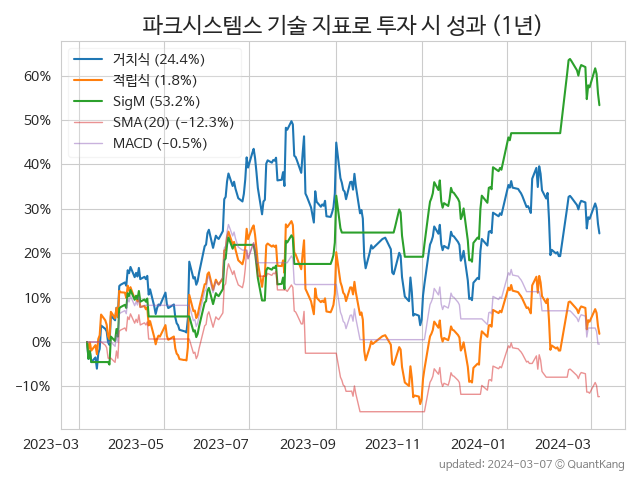 파크시스템스 기술 지표로 투자 시 성과 (1년)
거치식 (24.4%)
적립식 (1.8%)
SigM (53.2%)
SMA(20) (−12.3%)
MACD (−0.5%)
60%
50%
40%
30%
20%
10%
0%
−10%
2023-03 2023-05 2023-07 2023-09 2023-11 2024-01 2024-03
updated: 2024-03-07 © QuantKang